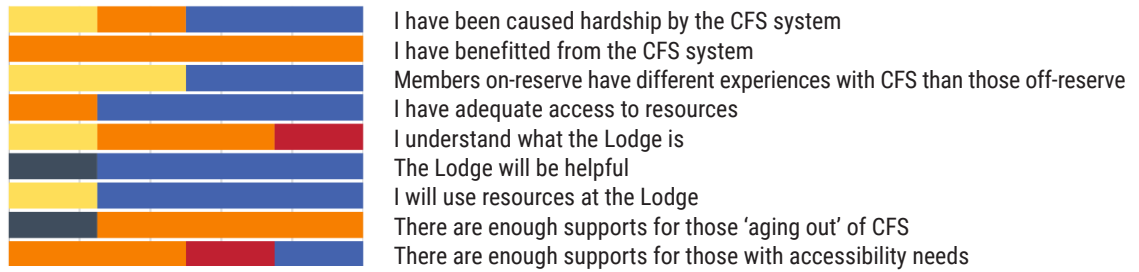 I have been caused hardship by the CFS system
I have benefitted from the CFS system
Members on-reserve have different experiences with CFS than those off-reserve
I have adequate access to resources
I understand what the Lodge is
The Lodge will be helpful
I will use resources at the Lodge
There are enough supports for those ‘aging out’ of CFS
There are enough supports for those with accessibility needs